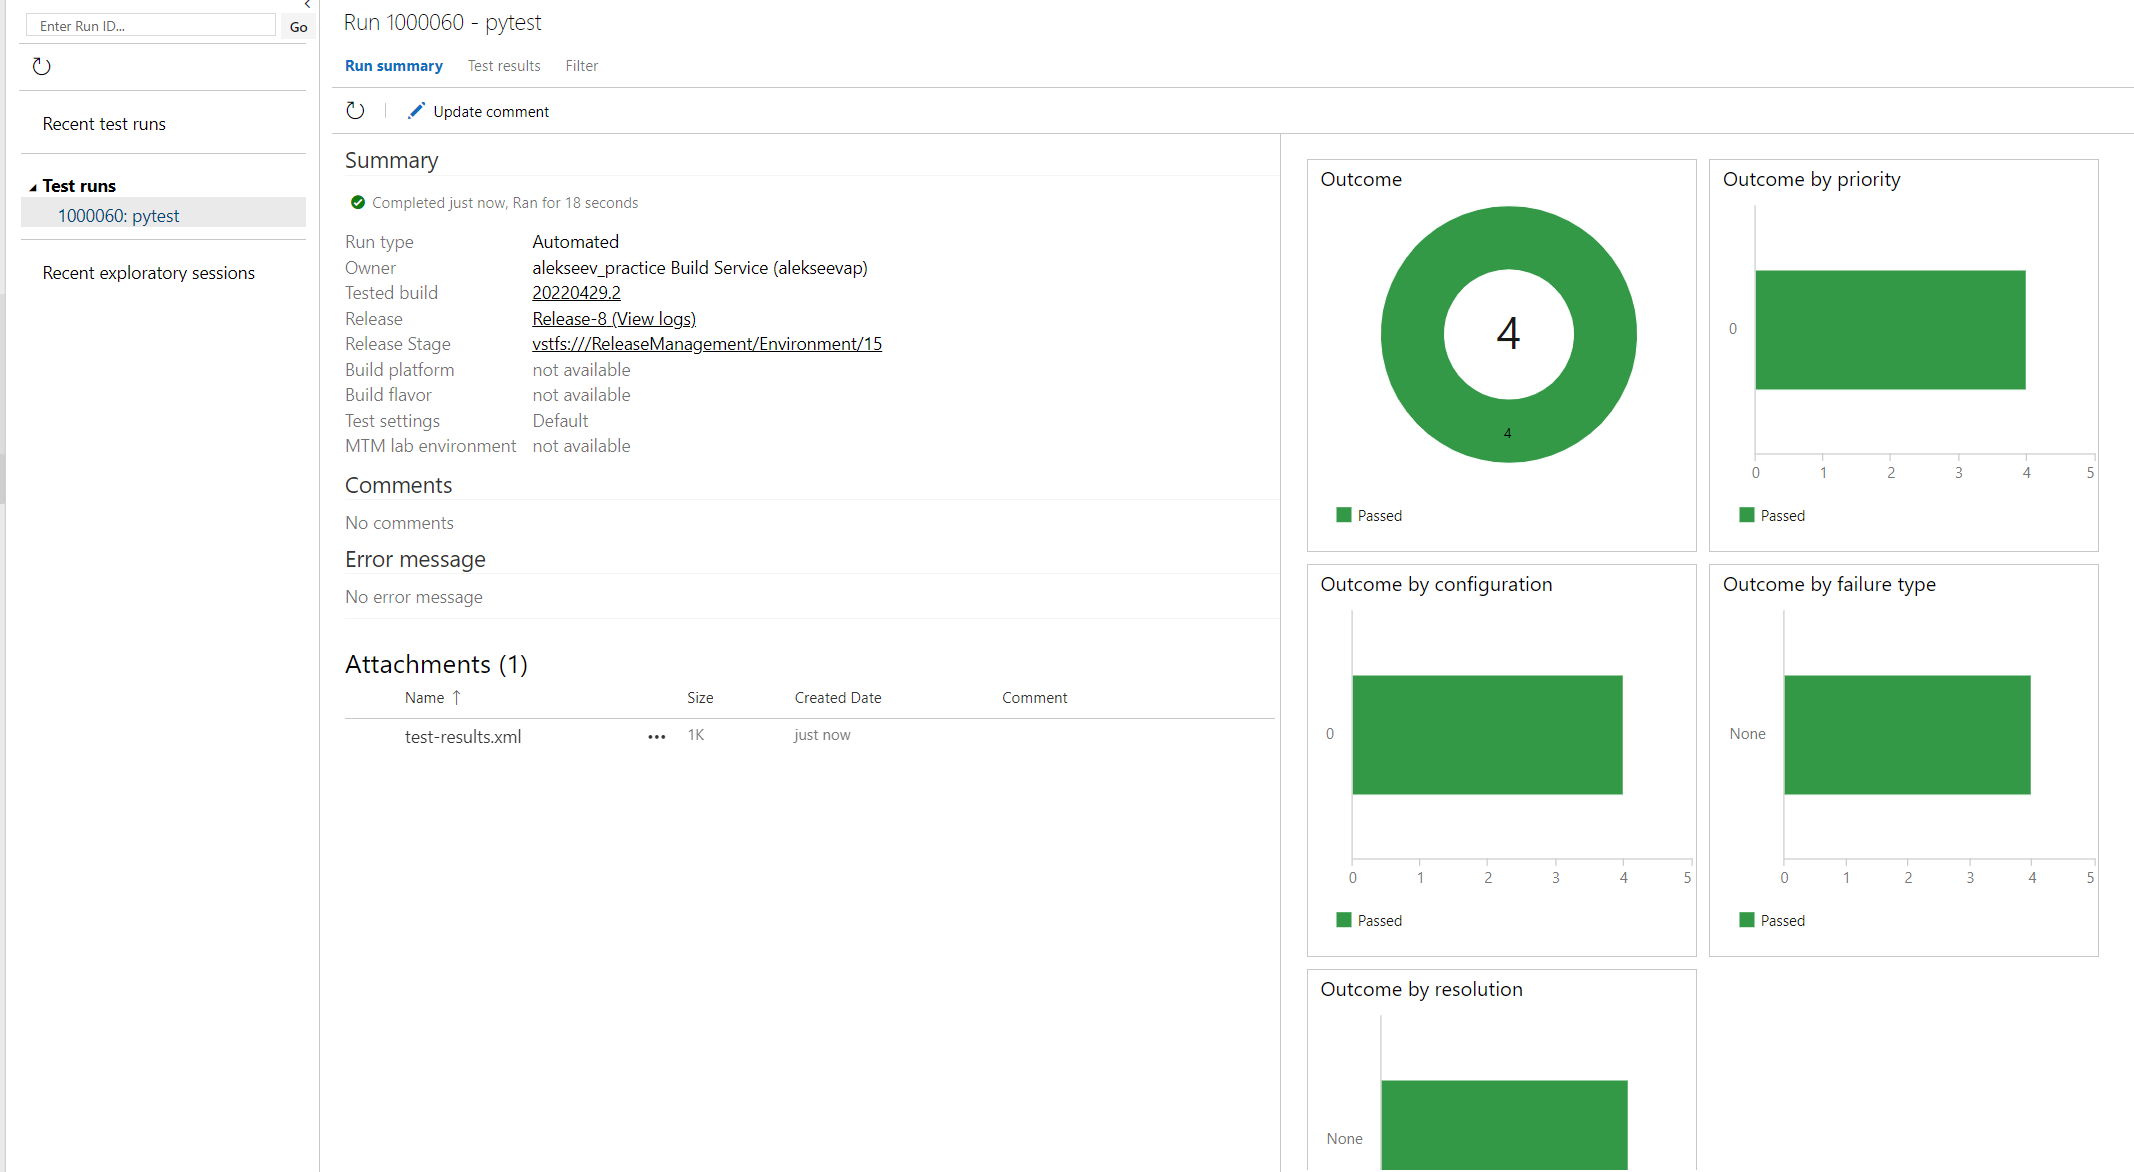 Enter Run ID...
Go
Recent test runs
Test runs
1000060: pytest
Recent exploratory sessions
Run 1000060 - pytest
Run summary Test results Filter
Update comment
Summary
Completed just now, Ran for 18 seconds
Run type Automated
Owner alekseev_practice Build Service (alekseevap)
Tested build 20220429.2
Release Release-8 (View logs)
Release Stage vstfs:///ReleaseManagement/Environment/15
Build platform not available
Build flavor not available
Test settings Default
MTM lab environment not available
Comments
No comments
Error message
No error message
Attachments (1)
Name ↑ Size Created Date Comment
test-results.xml ••• 1K just now
Outcome
4
4
Passed
Outcome by priority
0
0 1 2 3 4 5
Passed
Outcome by configuration
0
0 1 2 3 4 5
Passed
Outcome by failure type
None
0 1 2 3 4 5
Passed
Outcome by resolution
None